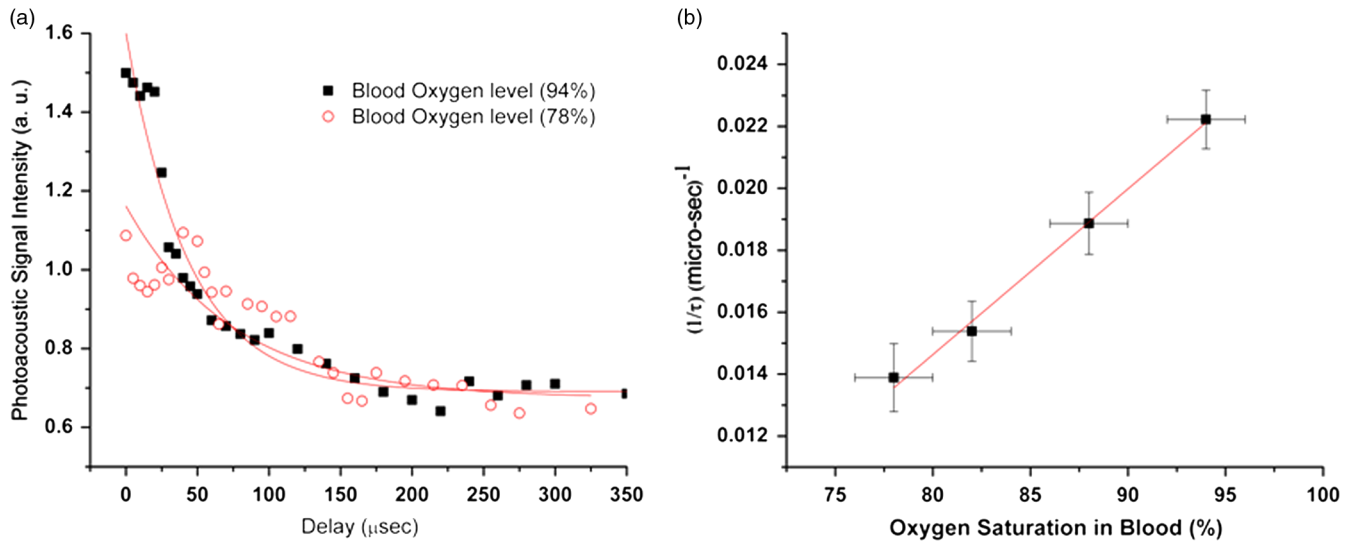 (a)
1.6
1.4
1.2
1.0
0.8
0.6
Photoacoustic Signal Intensity (a. u.)
Blood Oxygen level (94%)
Blood Oxygen level (78%)
0 50 100 150 200 250 300 350
Delay (μsec)
(b)
0.024
0.022
0.020
0.018
0.016
0.014
0.012
(1/τ) (micro-sec)⁻¹
75 80 85 90 95 100
Oxygen Saturation in Blood (%)